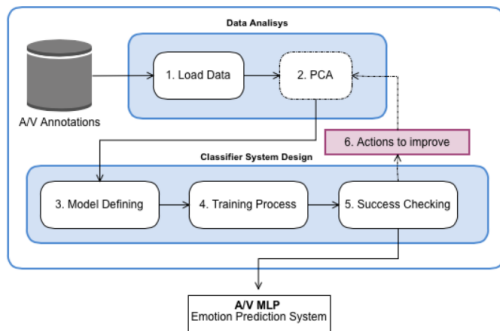 Data Analisys
1. Load Data
2. PCA
A/V Annotations
6. Actions to improve
Classifier System Design
3. Model Defining
4. Training Process
5. Success Checking
A/V MLP
Emotion Prediction System